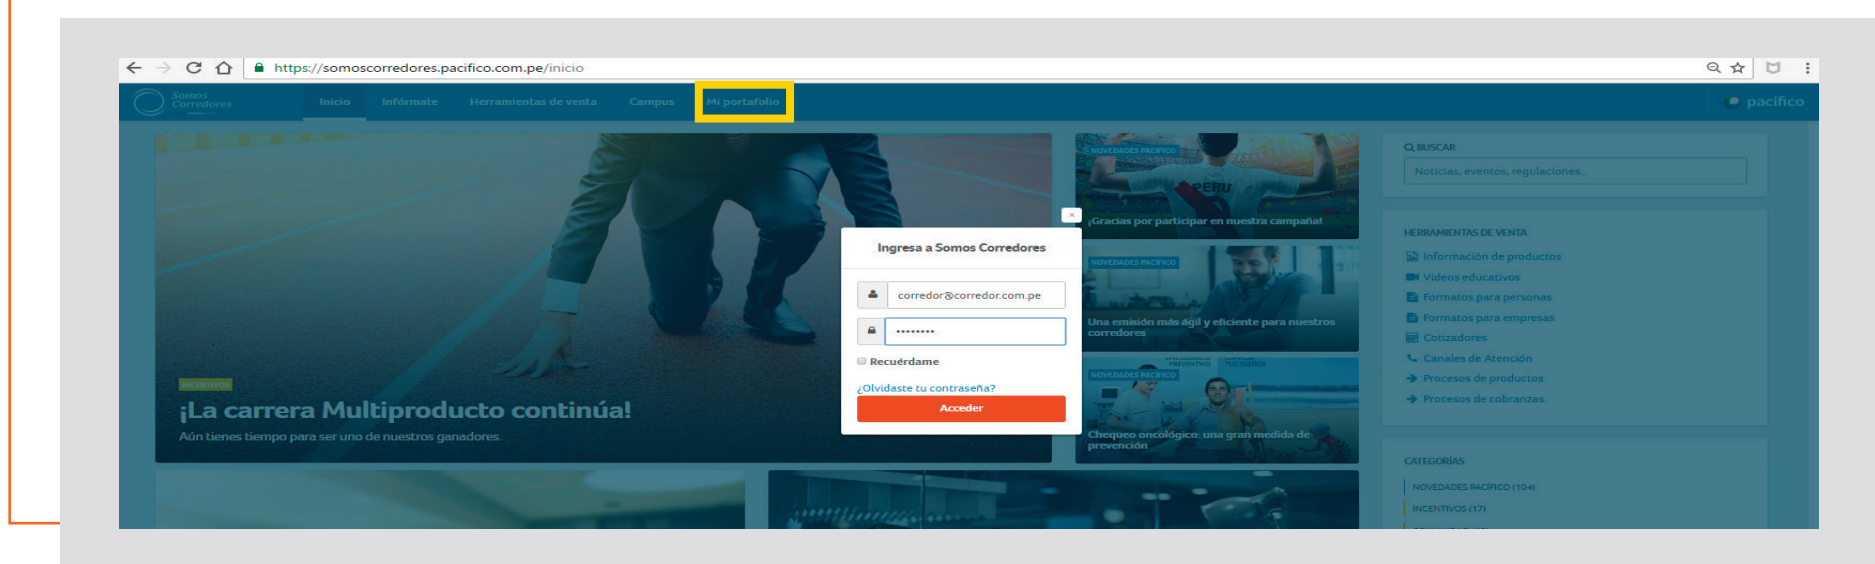 https://somoscorredores.pacifico.com.pe/inicio
Somos
Corredores
Inicio
Infórmate
Herramientas de venta
Campus
Mi portafolio
pacífico
INCENTIVOS
¡La carrera Multiproducto continúa!
Aún tienes tiempo para ser uno de nuestros ganadores.
NOVEDADES PACÍFICO
PERU
¡Gracias por participar en nuestra campaña!
NOVEDADES PACÍFICO
Una emisión más ágil y eficiente para nuestros
corredores
PREVENTIVO
TUS SUEÑOS
NOVEDADES PACÍFICO
Chequeo oncológico: una gran medida de
prevención
×
Ingresa a Somos Corredores
corredor@corredor.com.pe
••••••••
Recuérdame
¿Olvidaste tu contraseña?
Acceder
BUSCAR
Noticias, eventos, regulaciones...
HERRAMIENTAS DE VENTA
Información de productos
Videos educativos
Formatos para personas
Formatos para empresas
Cotizadores
Canales de Atención
Procesos de productos
Procesos de cobranzas
CATEGORÍAS
NOVEDADES PACÍFICO (104)
INCENTIVOS (17)